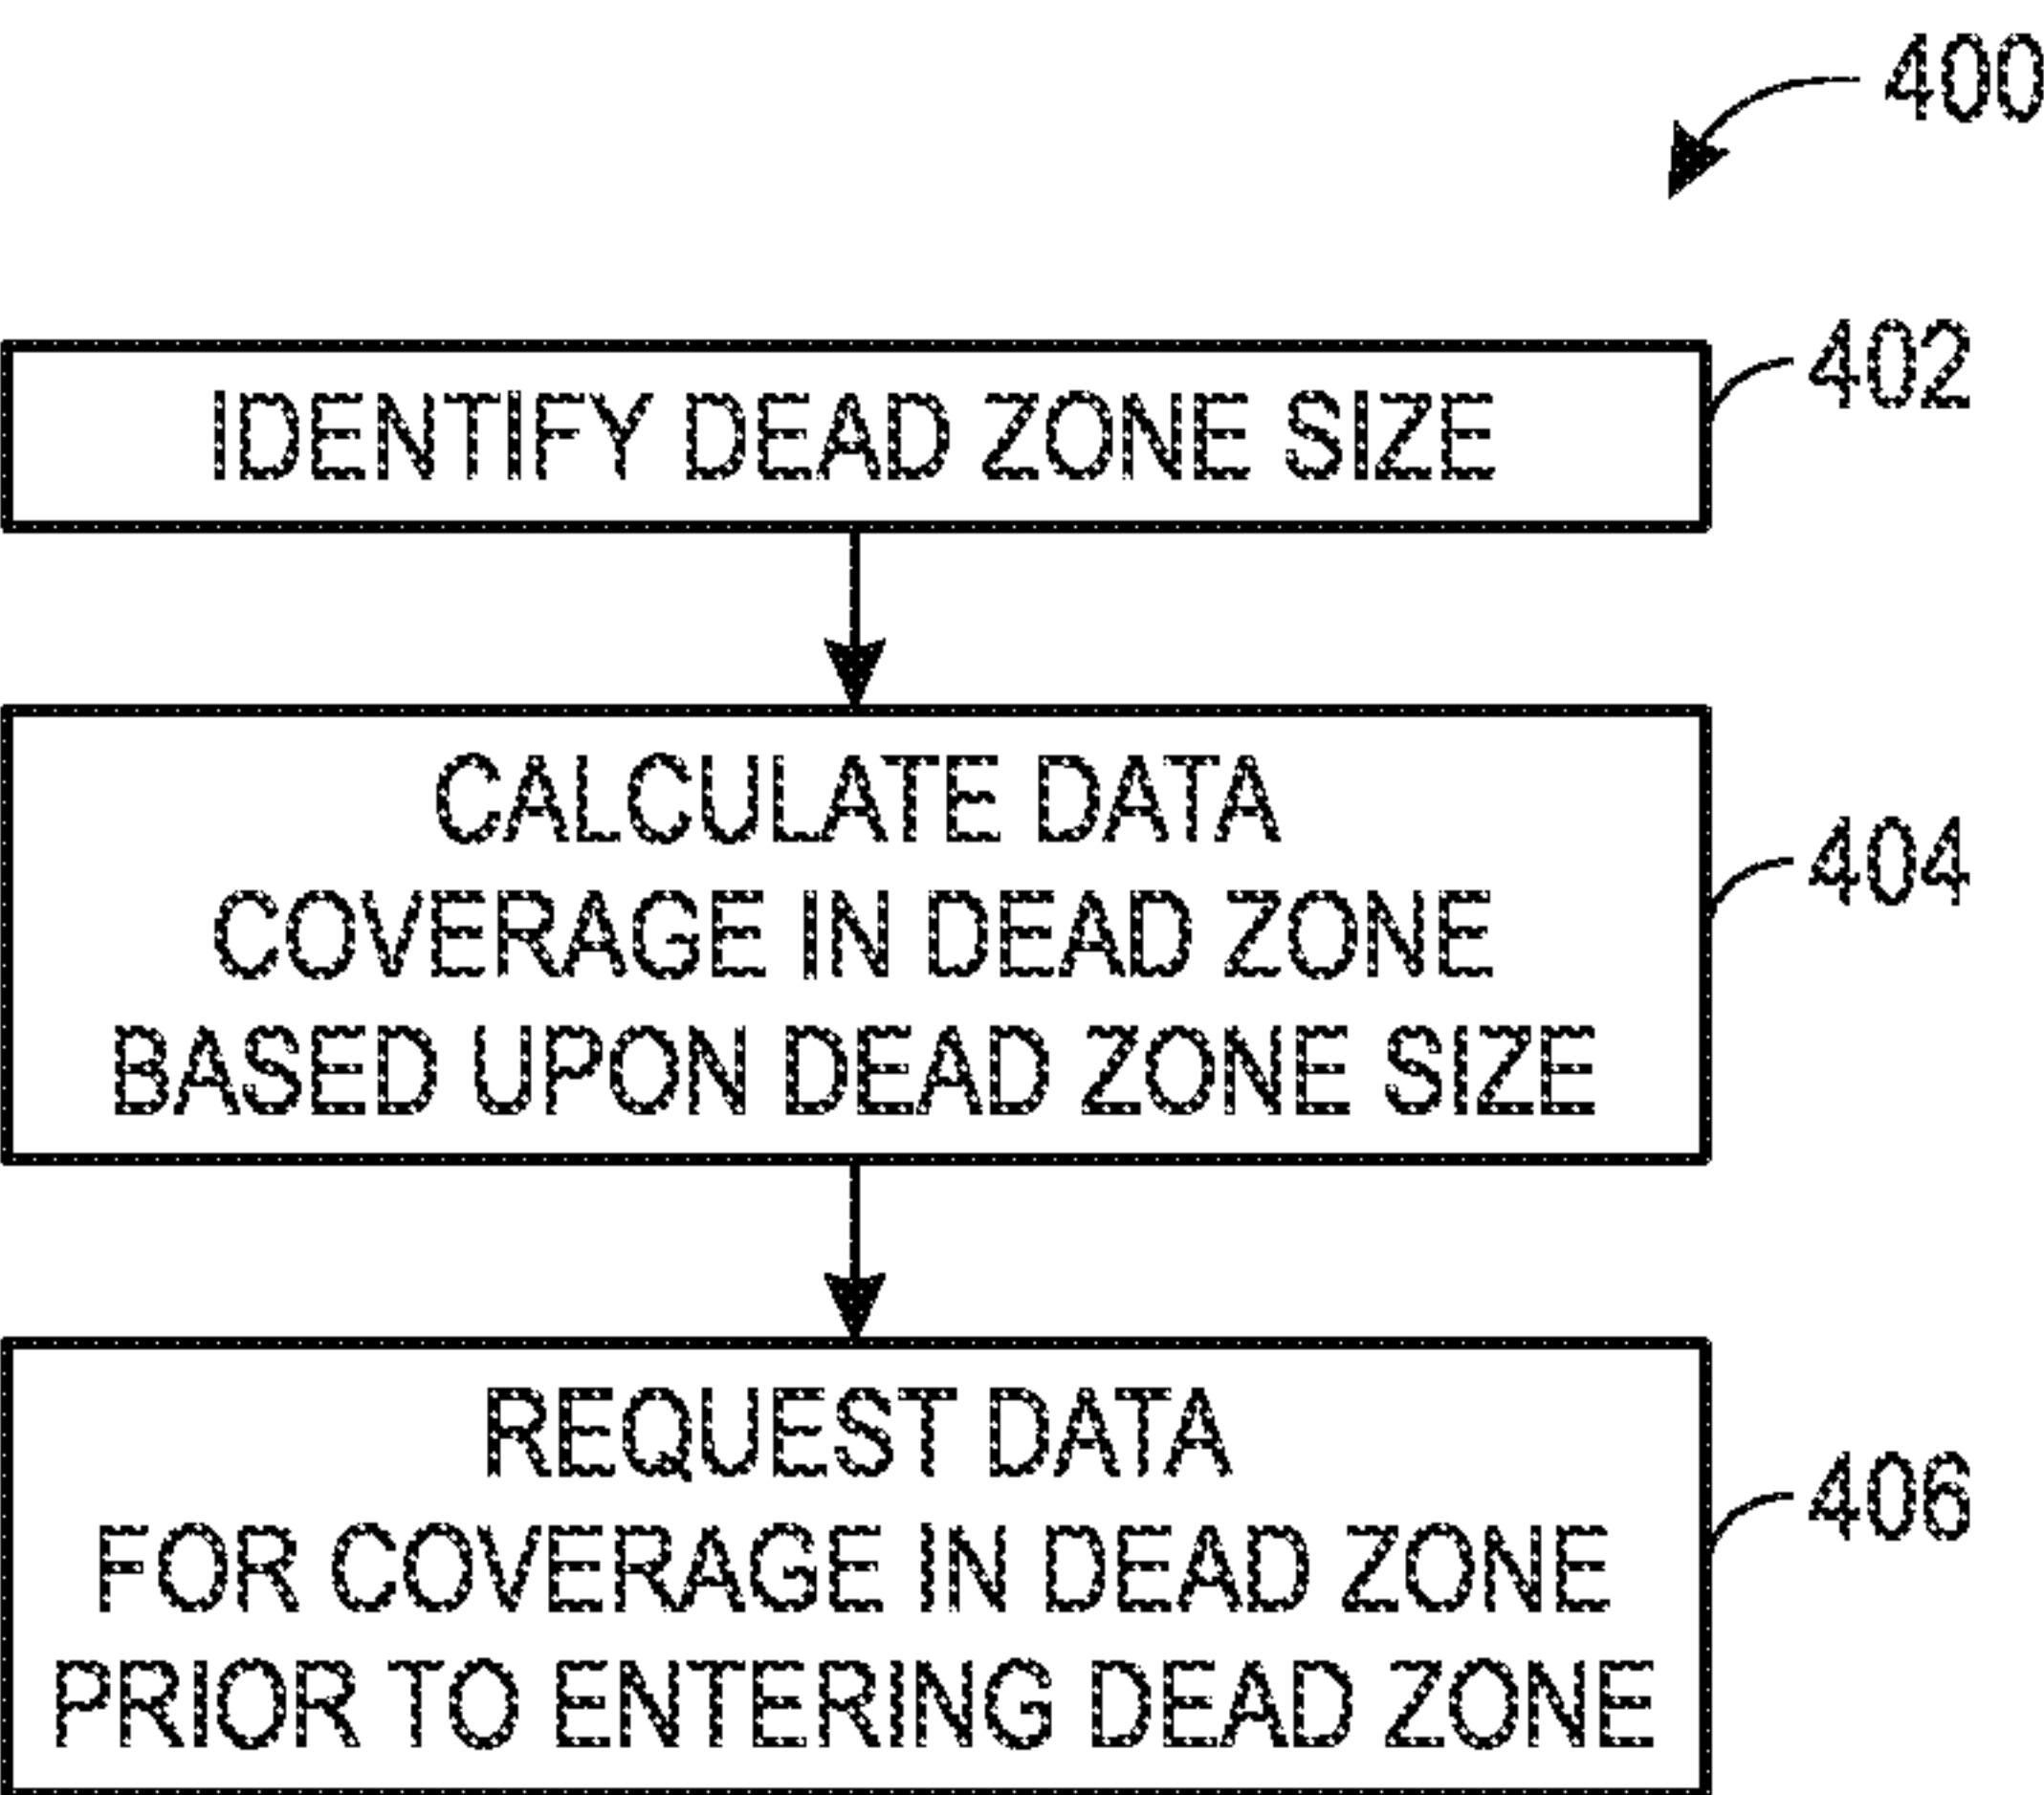 400
IDENTIFY DEAD ZONE SIZE
402
CALCULATE DATA
COVERAGE IN DEAD ZONE
BASED UPON DEAD ZONE SIZE
404
REQUEST DATA
FOR COVERAGE IN DEAD ZONE
PRIOR TO ENTERING DEAD ZONE
406